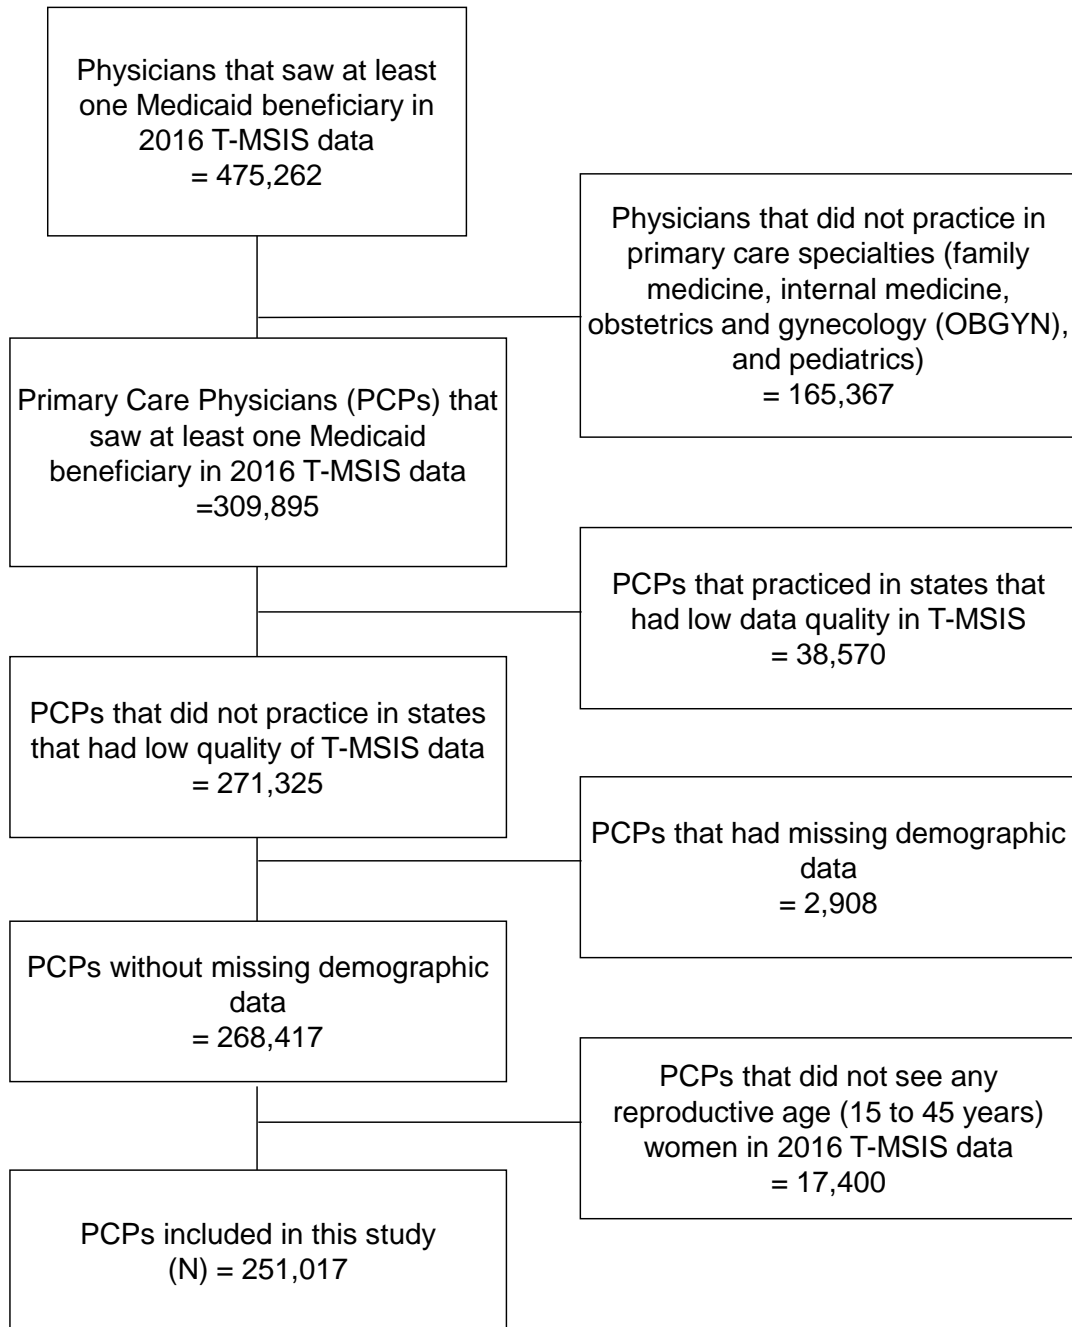 Physicians that saw at least
one Medicaid beneficiary in
2016 T-MSIS data
= 475,262
Physicians that did not practice in
primary care specialties (family
medicine, internal medicine,
obstetrics and gynecology (OBGYN),
and pediatrics)
= 165,367
Primary Care Physicians (PCPs) that
saw at least one Medicaid
beneficiary in 2016 T-MSIS data
=309,895
PCPs that practiced in states that
had low data quality in T-MSIS
= 38,570
PCPs that did not practice in states
that had low quality of T-MSIS data
= 271,325
PCPs that had missing demographic
data
= 2,908
PCPs without missing demographic
data
= 268,417
PCPs that did not see any
reproductive age (15 to 45 years)
women in 2016 T-MSIS data
= 17,400
PCPs included in this study
(N) = 251,017